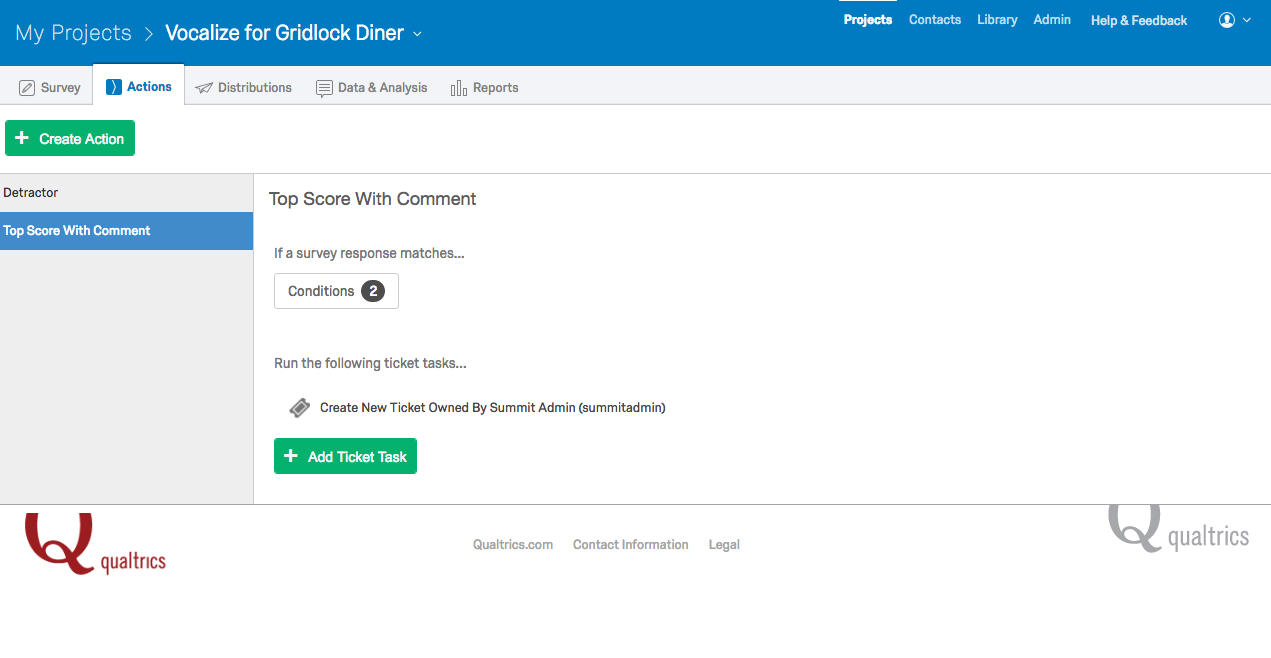 My Projects > Vocalize for Gridlock Diner
Projects Contacts Library Admin Help & Feedback
Survey Actions Distributions Data & Analysis Reports
+ Create Action
Detractor
Top Score With Comment
Top Score With Comment
If a survey response matches...
Conditions 2
Run the following ticket tasks...
Create New Ticket Owned By Summit Admin (summitadmin)
+ Add Ticket Task
Qualtrics.com Contact Information Legal
Q qualtrics
Q qualtrics